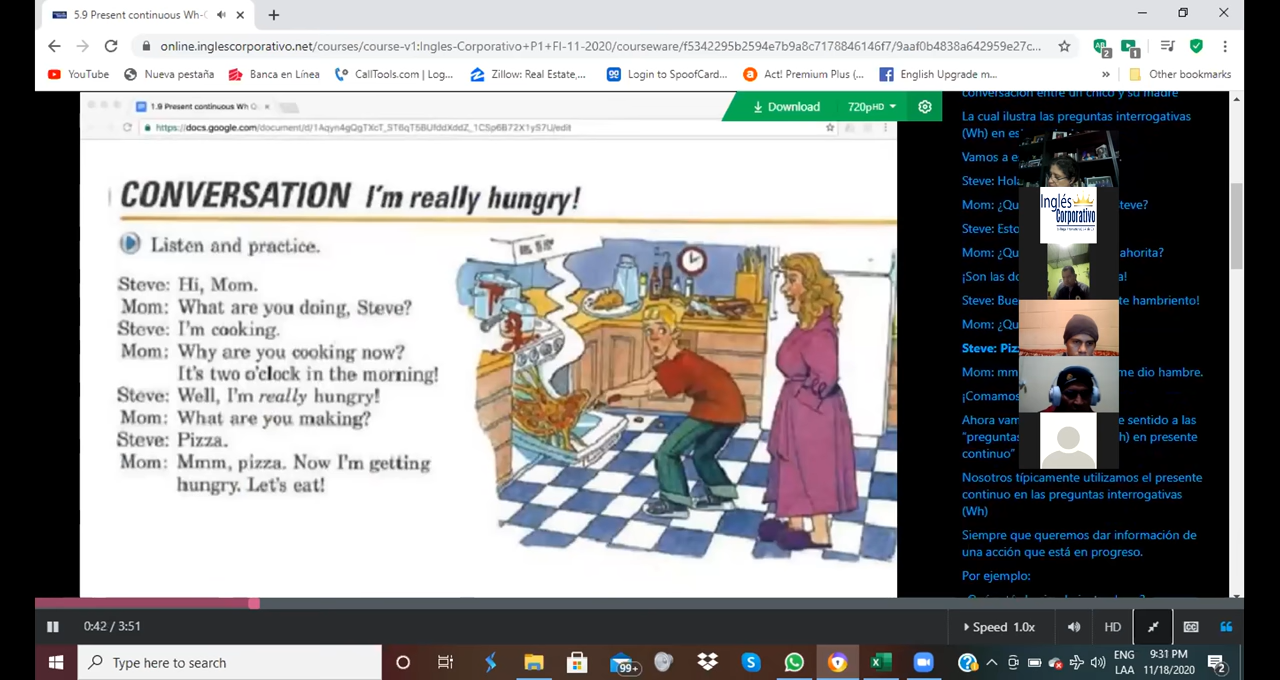 5.9 Present continuous Wh-
online.inglescorporativo.net/courses/course-v1:Ingles-Corporativo+P1+FI-11-2020/courseware/f5342295b2594e7b9a8c7178846146f7/9aaf0b4838a642959e27c...
YouTube
Nueva pestaña
Banca en Línea
CallTools.com | Log...
Zillow: Real Estate,...
Login to SpoofCard...
Act! Premium Plus (...
English Upgrade m...
»
Other bookmarks
1.9 Present continuous Wh Q
Download
720pHD
CONVERSATION I'm really hungry!
Listen and practice.
Steve: Hi, Mom.
Mom: What are you doing, Steve?
Steve: I'm cooking.
Mom: Why are you cooking now?
It's two o'clock in the morning!
Steve: Well, I'm really hungry!
Mom: What are you making?
Steve: Pizza.
Mom: Mmm, pizza. Now I'm getting
hungry. Let's eat!
conversación entre un chico y su madre
La cual ilustra las preguntas interrogativas
(Wh) en es
Vamos a e
Steve: Hola
Mom: ¿Qu teve?
Steve: Esto
Mom: ¿Qu ahorita?
¡Son las do a!
Steve: Bue te hambriento!
Mom: ¿Qu
Steve: Piz
Mom: mm me dio hambre.
¡Comamos
Ahora vam e sentido a las
"preguntas h) en presente
continuo"
Nosotros típicamente utilizamos el presente
continuo en las preguntas interrogativas
(Wh)
Siempre que queremos dar información de
una acción que está en progreso.
Por ejemplo:
Inglés
Corporativo
0:42 / 3:51
Speed 1.0x
HD
Type here to search
99+
ENG
LAA
9:31 PM
11/18/2020
2